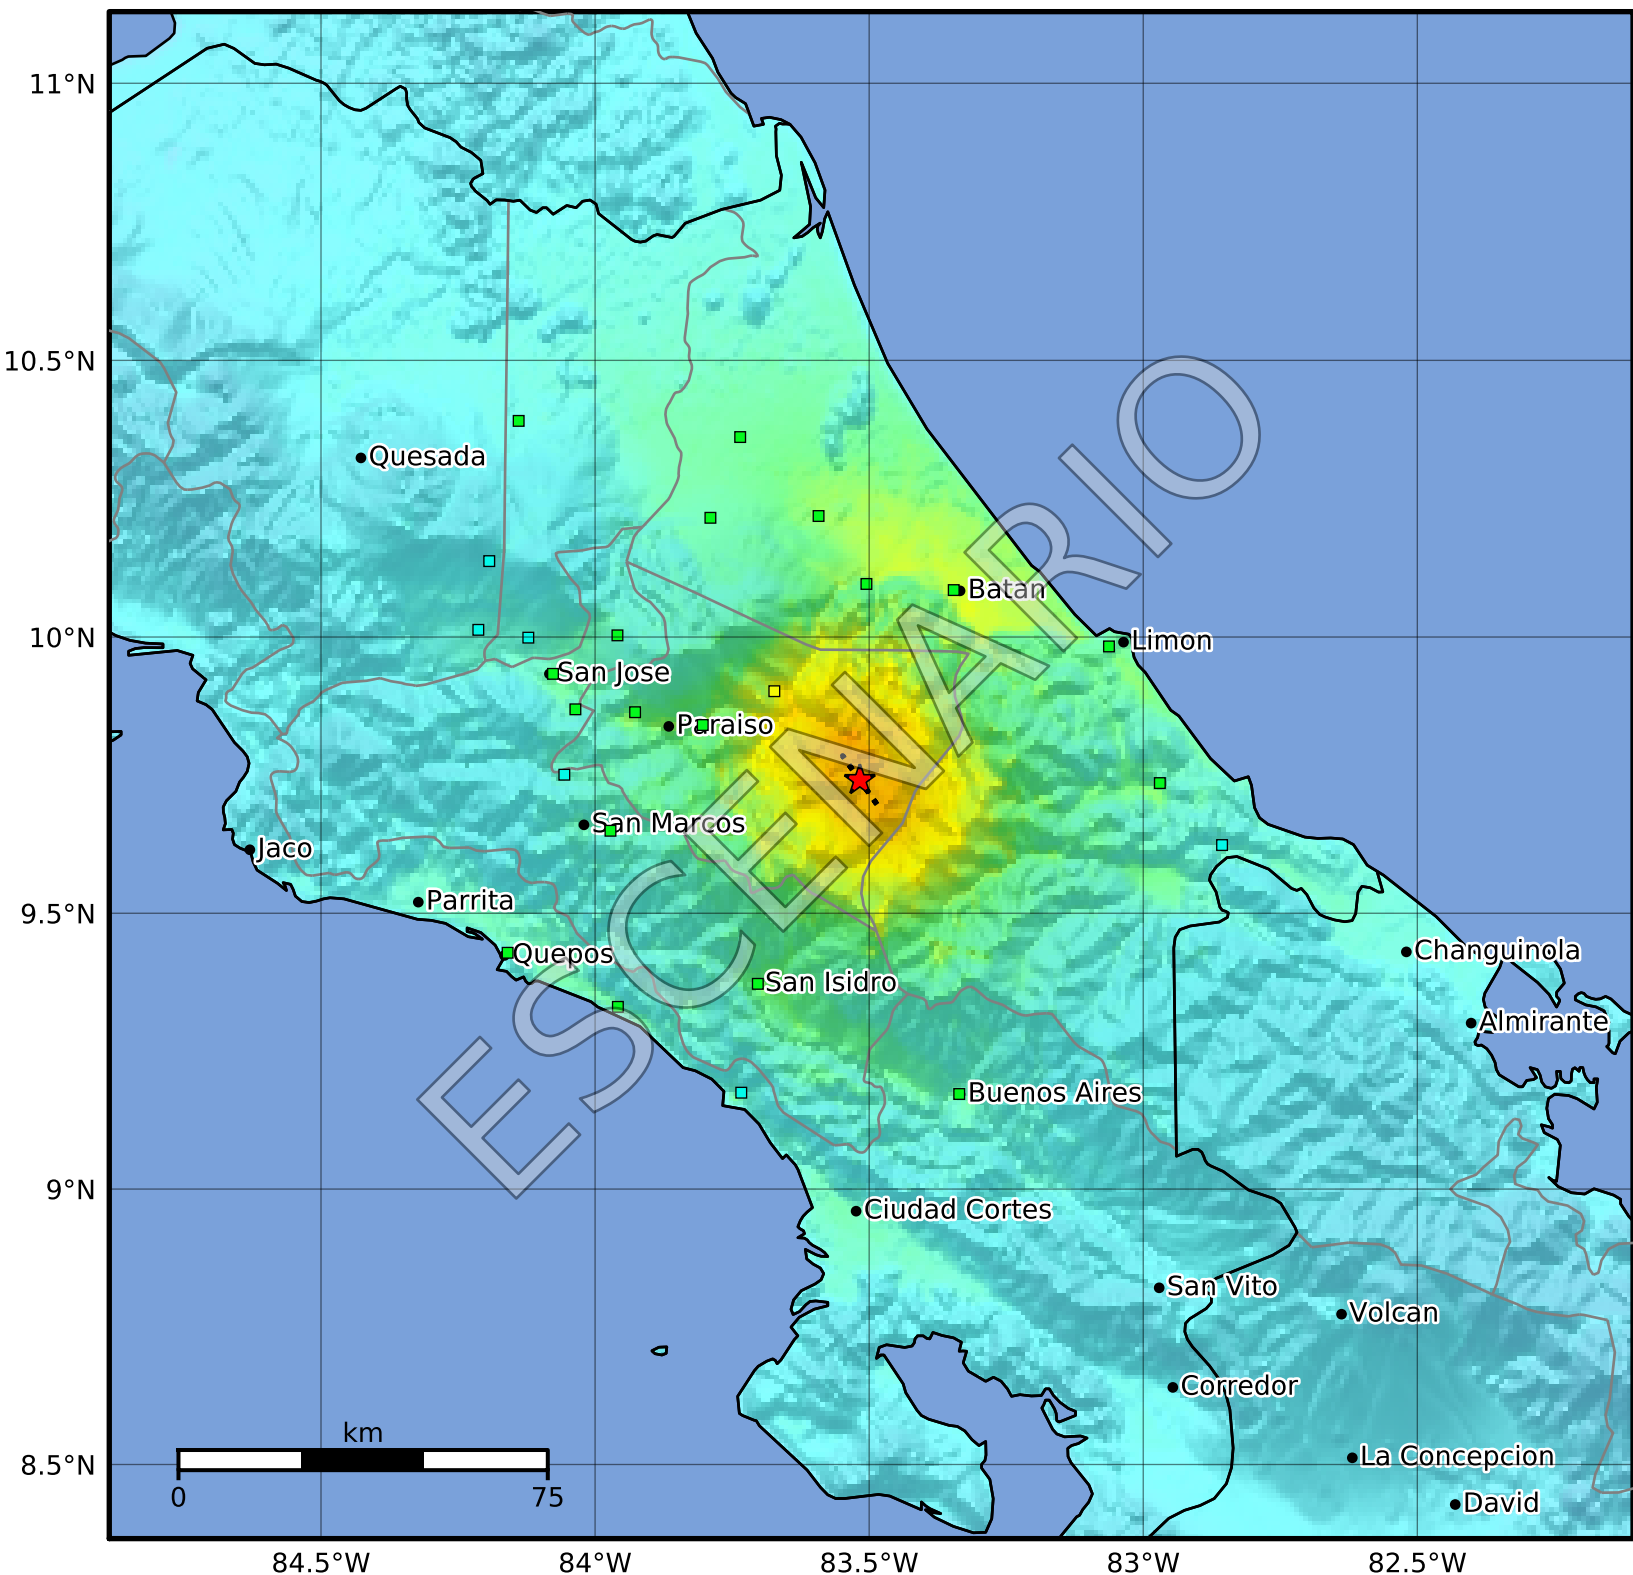 11°N
10.5°N
Quesada
Batan
10°N
Limon
San Jose
Paraiso
San Marcos
Jaco
Parrita
9.5°N
Quepos
Changuinola
San Isidro
Almirante
Buenos Aires
9°N
Ciudad Cortes
San Vito
Volcan
Corredor
km
8.5°N
La Concepcion
0
75
David
84.5°W
84°W
83.5°W
83°W
82.5°W
ESCENARIO